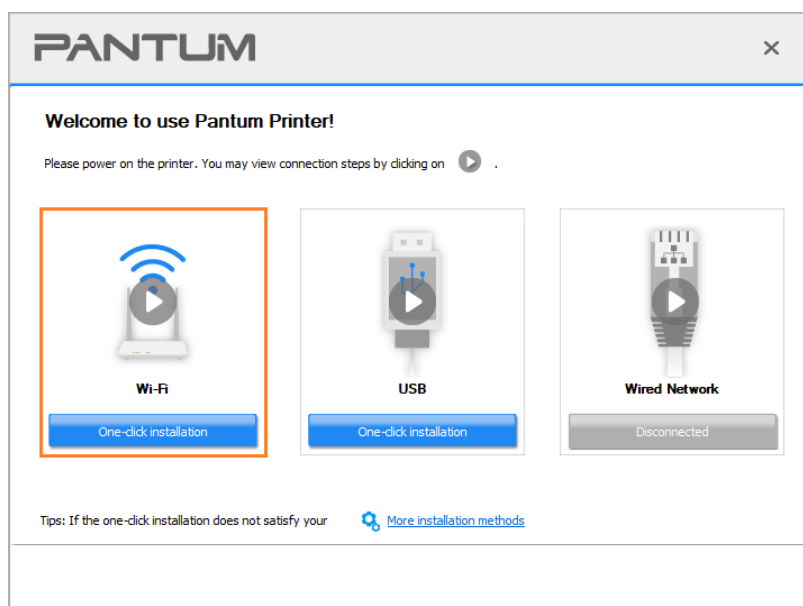 PANTUM
Welcome to use Pantum Printer!
Please power on the printer. You may view connection steps by clicking on .
Wi-Fi
USB
Wired Network
One-click installation
One-click installation
Disconnected
Tips: If the one-click installation does not satisfy your
More installation methods